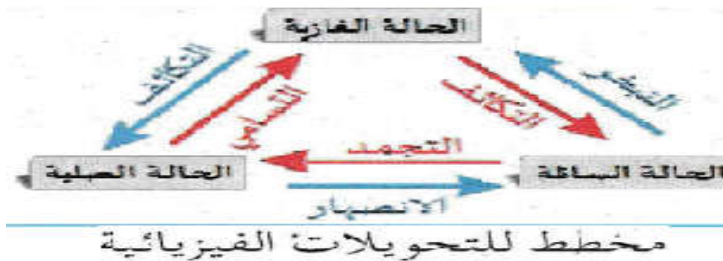 الحالة الغازية
التبخر
التكاثف
التسامي
التكاثف
التجمد
الحالة السائلة
الحالة الصلبة
الانصهار
مخطط للتحويلات الفيزيائية